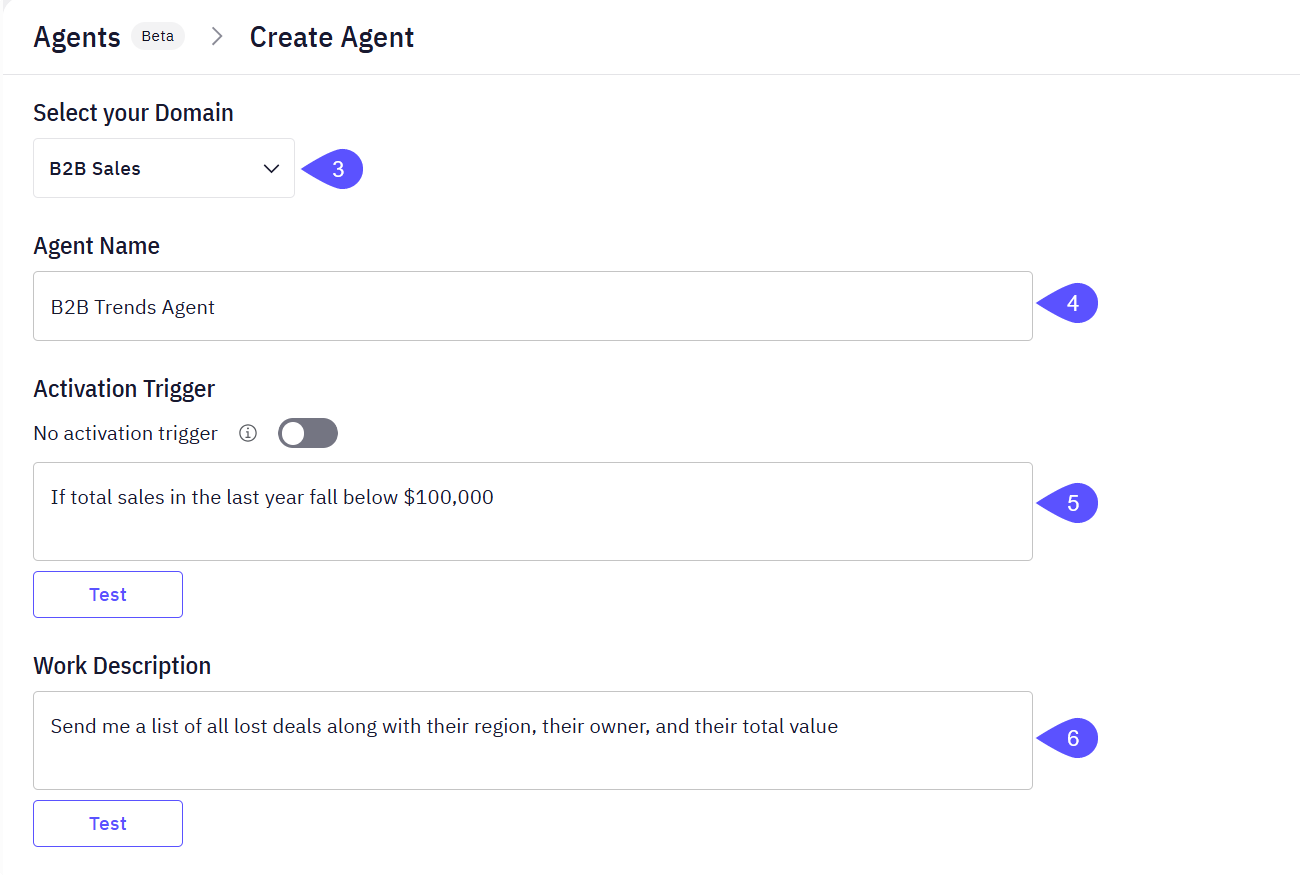 Agents Beta > Create Agent
Select your Domain
B2B Sales 3
Agent Name
B2B Trends Agent 4
Activation Trigger
No activation trigger
If total sales in the last year fall below $100,000 5
Test
Work Description
Send me a list of all lost deals along with their region, their owner, and their total value 6
Test